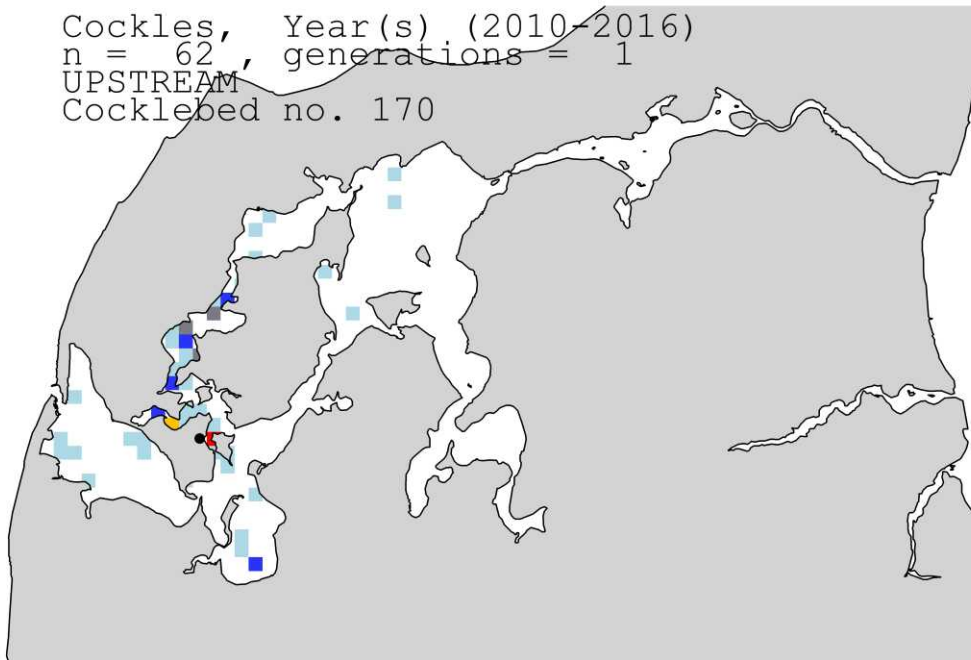 Cockles, Year(s) (2010-2016)
n = 62 , generations = 1
UPSTREAM
Cocklebed no. 170